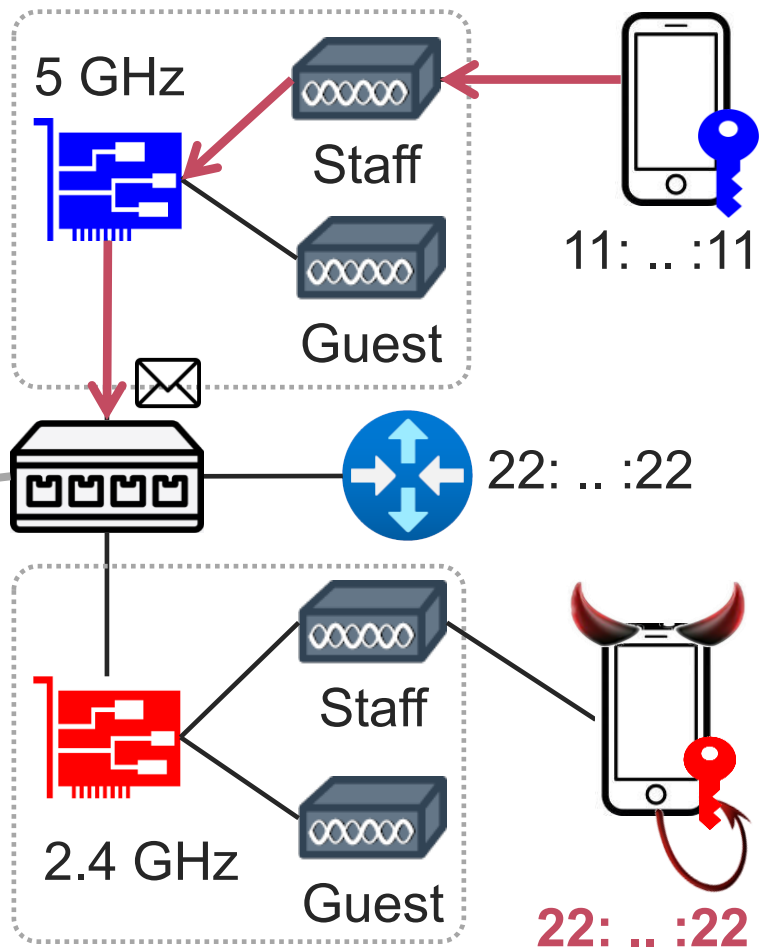 5 GHz
Staff
11: .. :11
Guest
22: .. :22
Staff
2.4 GHz
Guest
22: .. :22